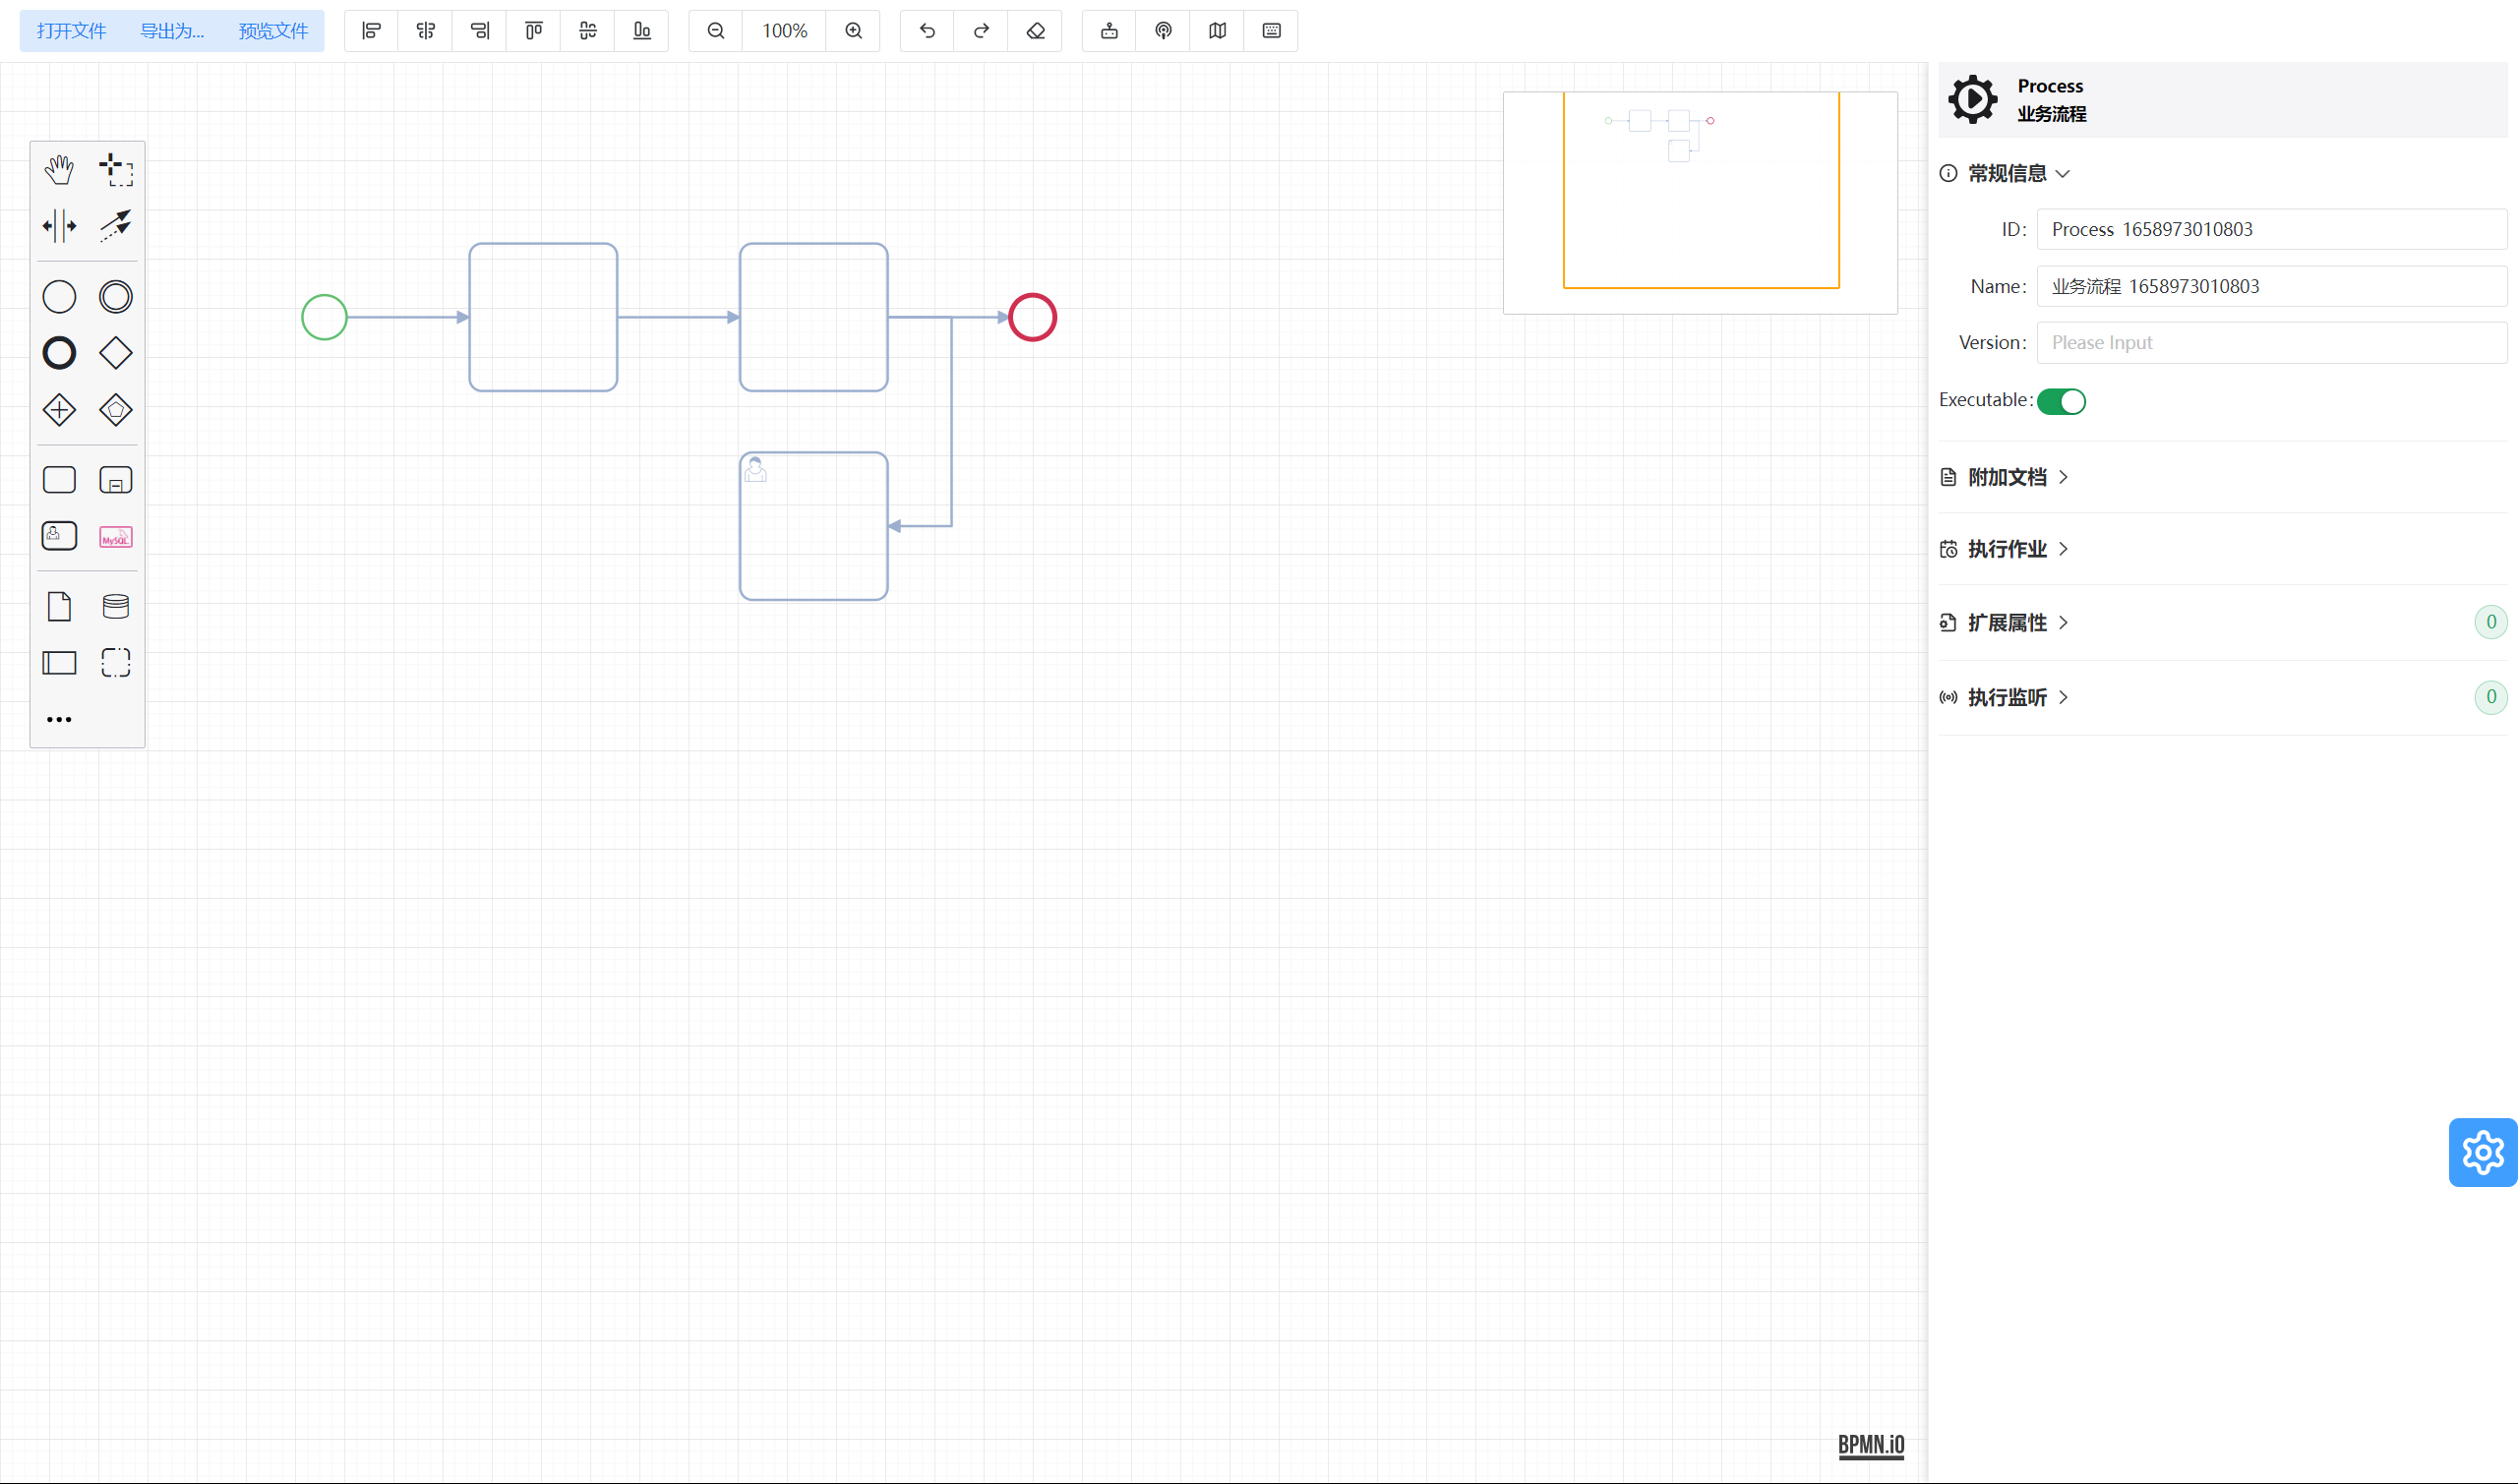 打开文件 导出为... 预览文件 100%
Process
业务流程
常规信息
ID: Process_1658973010803
Name: 业务流程_1658973010803
Version: Please Input
Executable:
附加文档
执行作业
扩展属性 0
执行监听 0
MySQL
BPMN.iO